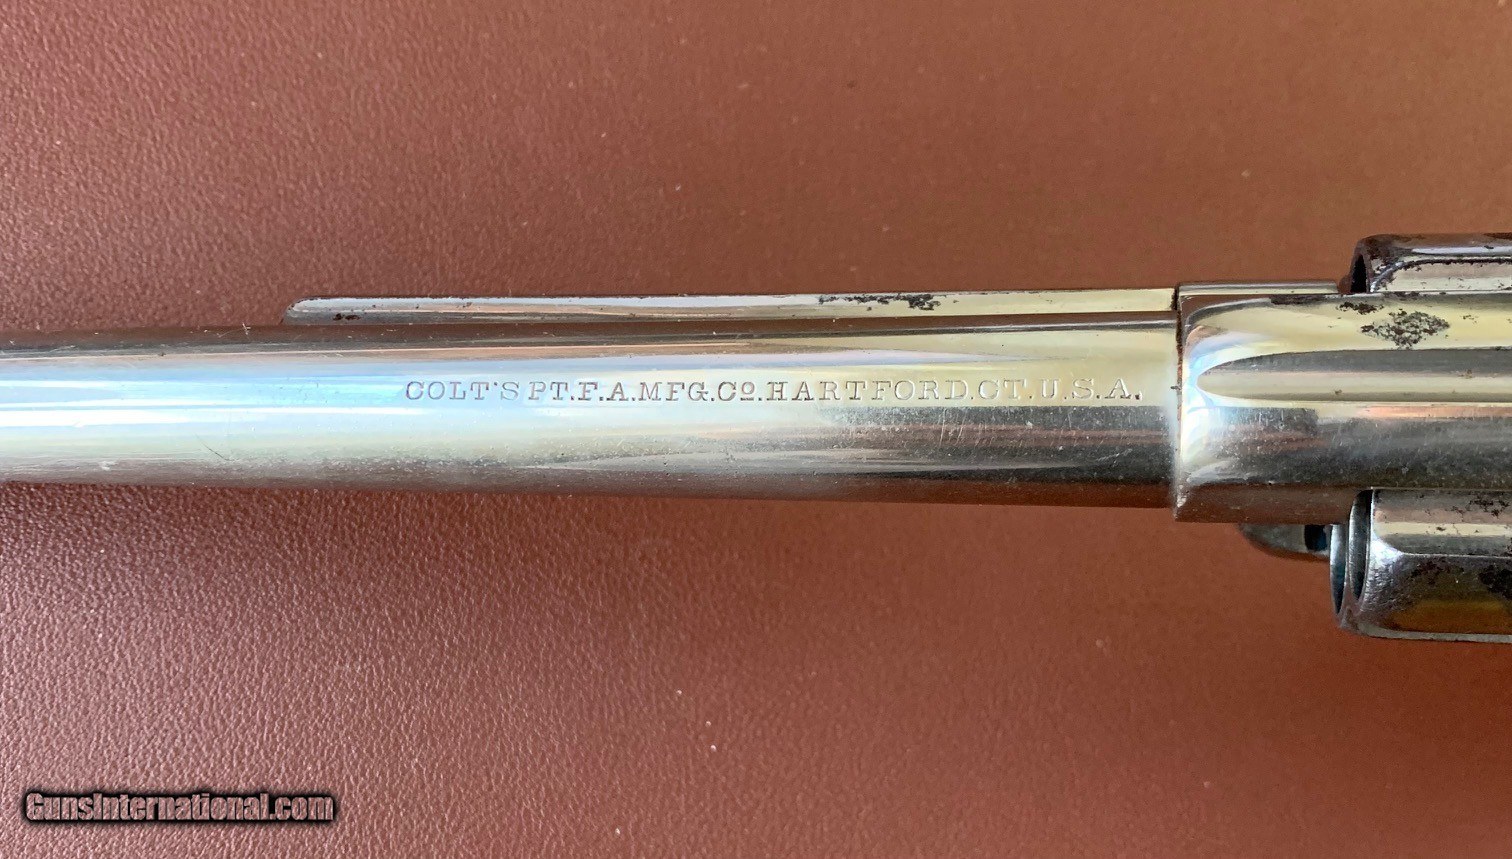 COLT'S PT.F.A.MFG.Co.HARTFORD.CT.U.S.A.
GunsInternational.com